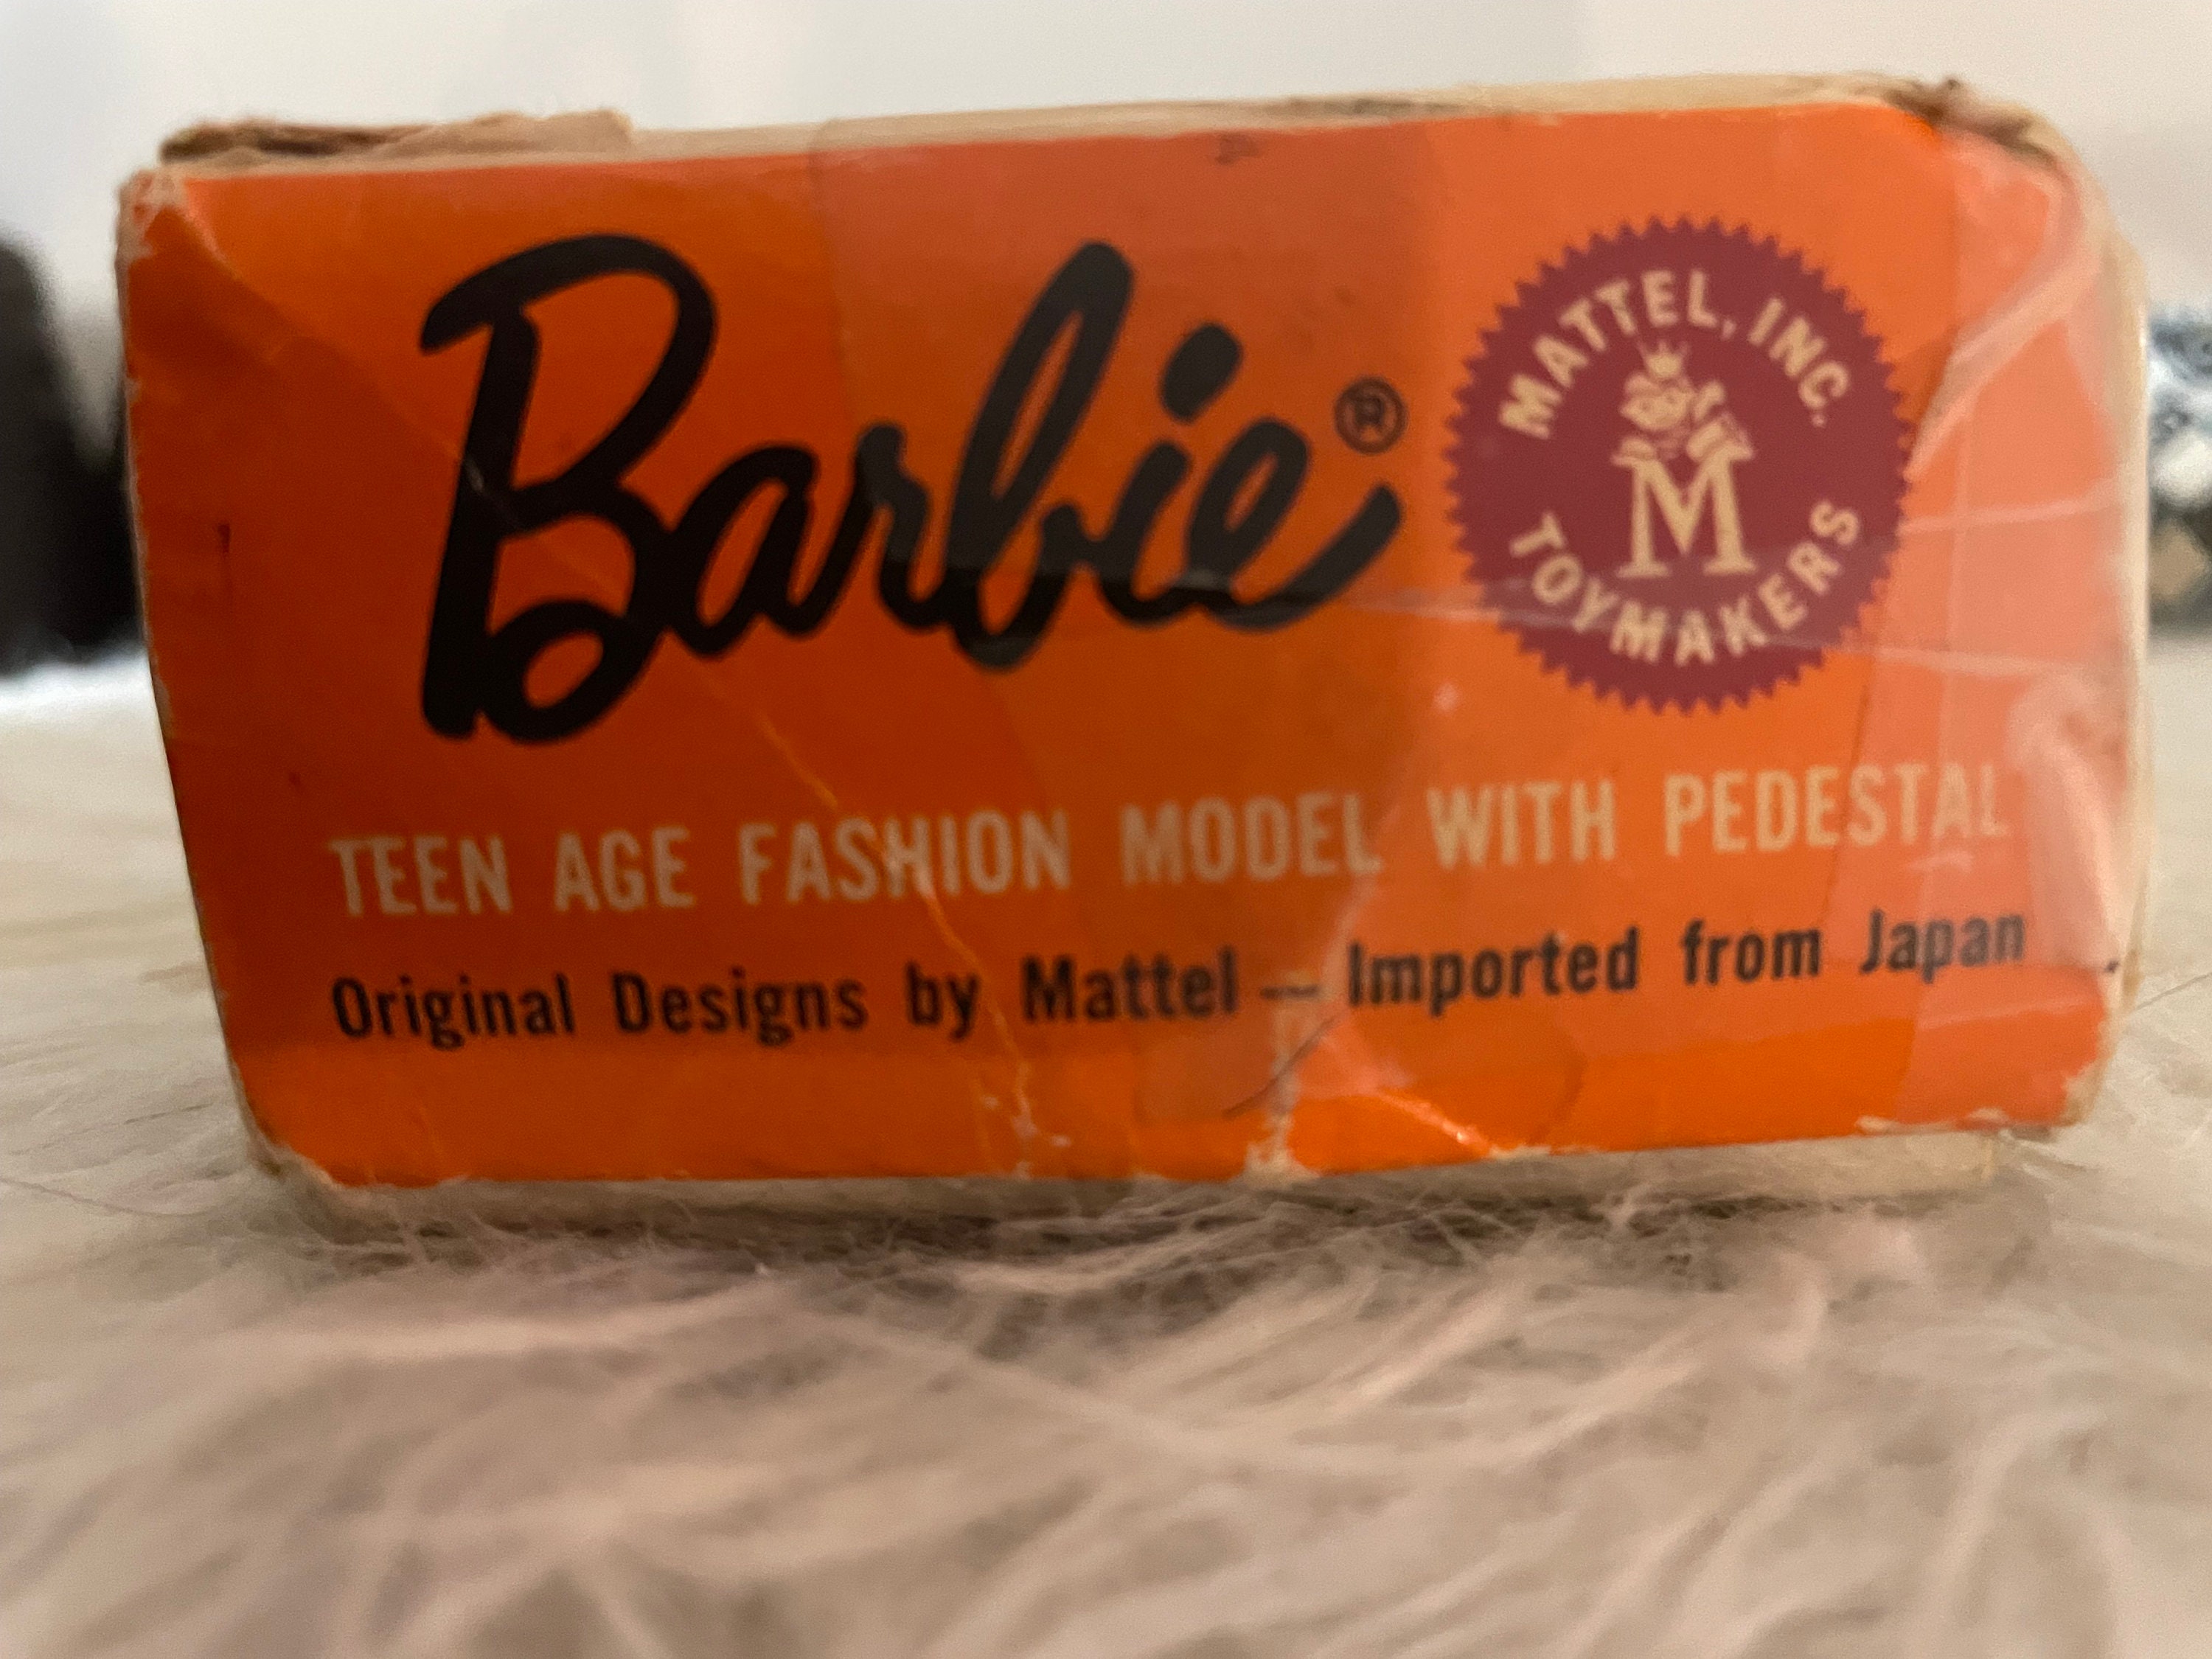 Barbie®
MATTEL, INC.
M
TOYMAKERS
TEEN AGE FASHION MODEL WITH PEDESTAL
Original Designs by Mattel — Imported from Japan